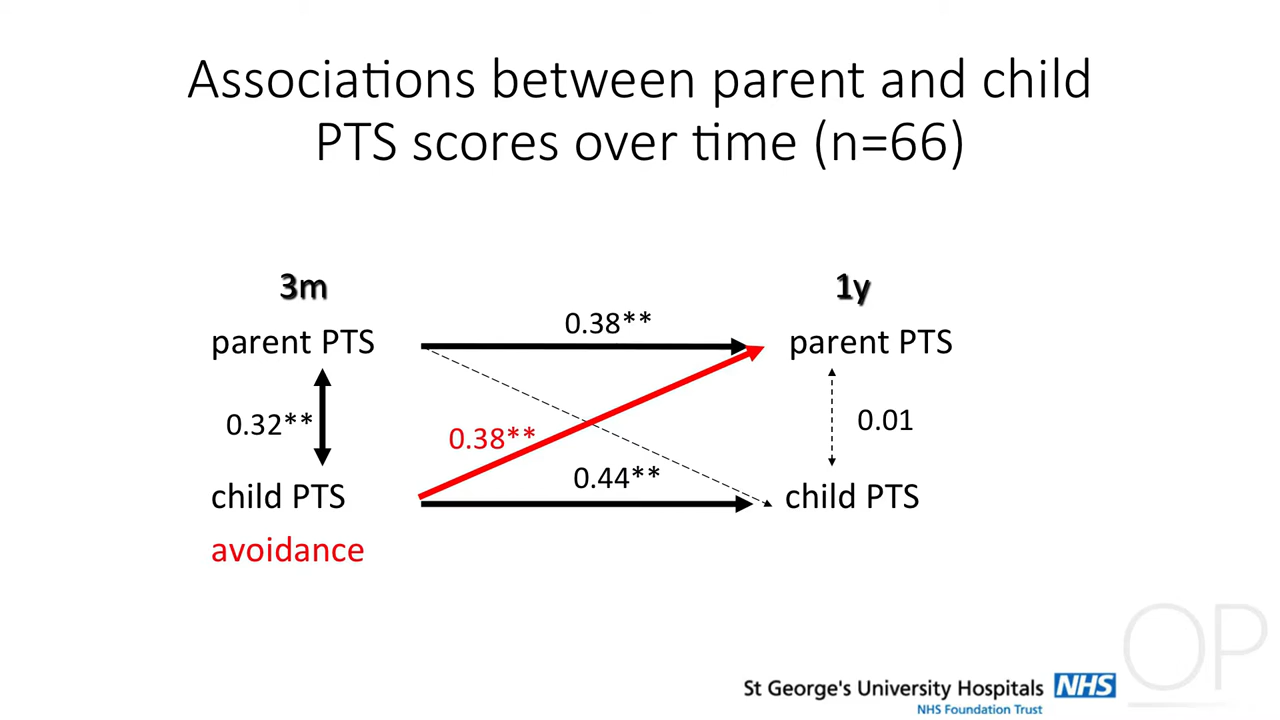 Associations between parent and child
PTS scores over time (n=66)
3m
1y
0.38**
parent PTS
parent PTS
0.32**
0.38**
0.01
0.44**
child PTS
child PTS
avoidance
St George's University Hospitals NHS
NHS Foundation Trust
OP